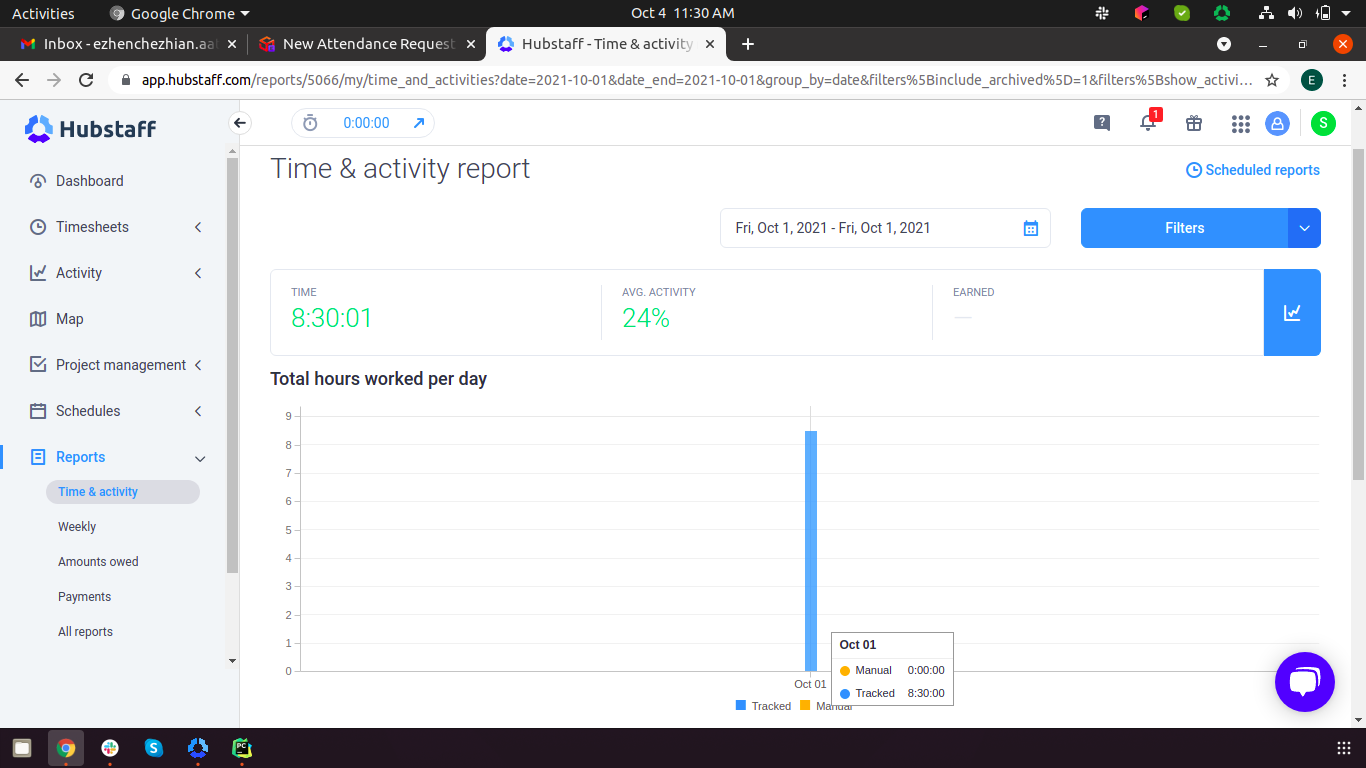 Activities
Google Chrome
Oct 4 11:30 AM
Inbox - ezhenchezhian.aa
New Attendance Request
Hubstaff - Time & activity
app.hubstaff.com/reports/5066/my/time_and_activities?date=2021-10-01&date_end=2021-10-01&group_by=date&filters%5Binclude_archived%5D=1&filters%5Bshow_activi...
E
Hubstaff
0:00:00
1
S
Dashboard
Timesheets
Activity
Map
Project management
Schedules
Reports
Time & activity
Weekly
Amounts owed
Payments
All reports
Time & activity report
Scheduled reports
Fri, Oct 1, 2021 - Fri, Oct 1, 2021
Filters
TIME
8:30:01
AVG. ACTIVITY
24%
EARNED
—
Total hours worked per day
9
8
7
6
5
4
3
2
1
0
Oct 01
Oct 01
Manual 0:00:00
Tracked 8:30:00
Tracked
Manual
S
PC